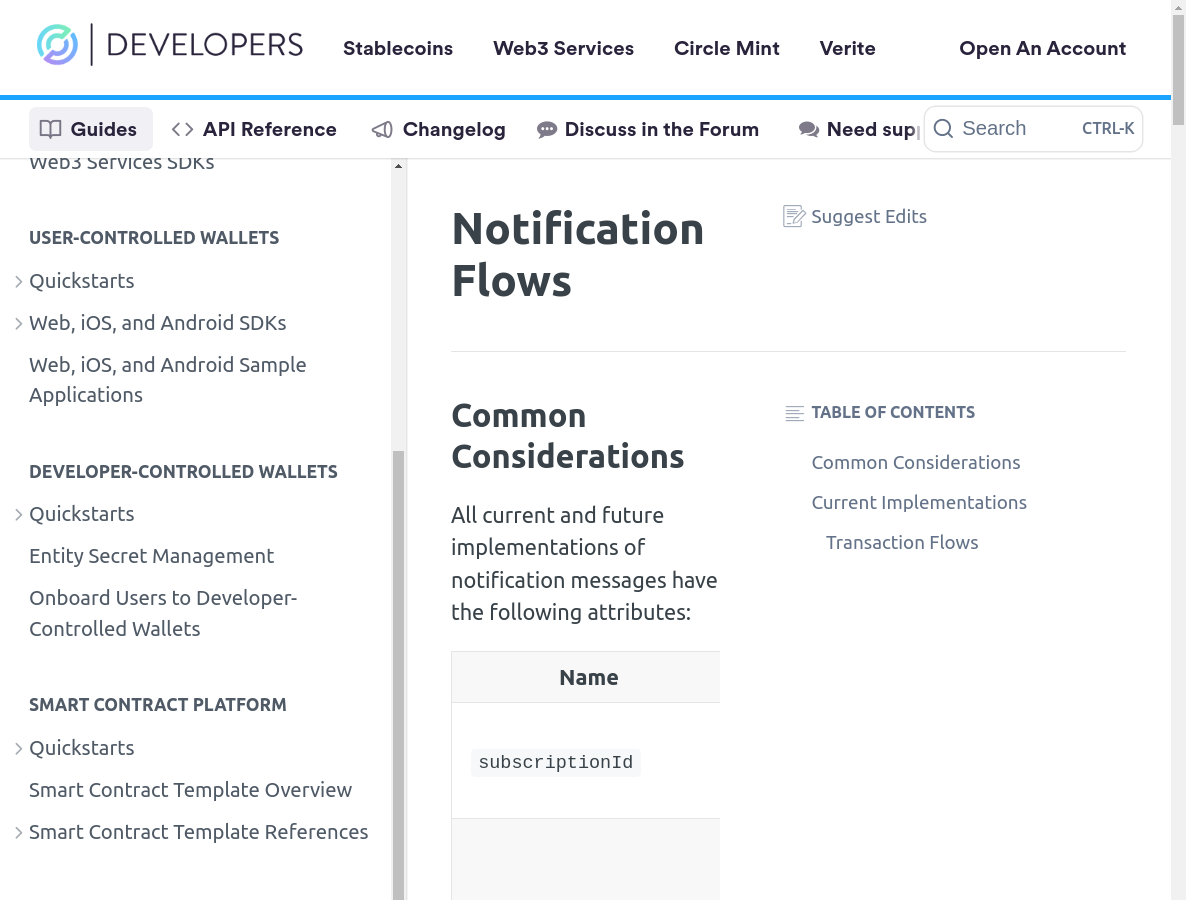 DEVELOPERS
Stablecoins
Web3 Services
Circle Mint
Verite
Open An Account
Guides
API Reference
Changelog
Discuss in the Forum
Need sup
Search
CTRL-K
Web3 Services SDKs
USER-CONTROLLED WALLETS
Quickstarts
Web, iOS, and Android SDKs
Web, iOS, and Android Sample
Applications
DEVELOPER-CONTROLLED WALLETS
Quickstarts
Entity Secret Management
Onboard Users to Developer-
Controlled Wallets
SMART CONTRACT PLATFORM
Quickstarts
Smart Contract Template Overview
Smart Contract Template References
Notification
Flows
Suggest Edits
Common
Considerations
All current and future
implementations of
notification messages have
the following attributes:
Name
subscriptionId
TABLE OF CONTENTS
Common Considerations
Current Implementations
Transaction Flows